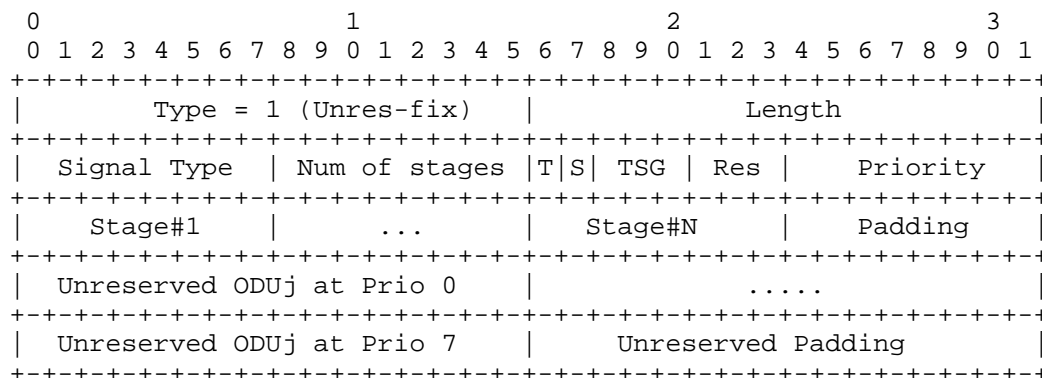 0                   1                   2                   3
 0 1 2 3 4 5 6 7 8 9 0 1 2 3 4 5 6 7 8 9 0 1 2 3 4 5 6 7 8 9 0 1
+-+-+-+-+-+-+-+-+-+-+-+-+-+-+-+-+-+-+-+-+-+-+-+-+-+-+-+-+-+-+-+-+
|        Type = 1 (Unres-fix)   |             Length            |
+-+-+-+-+-+-+-+-+-+-+-+-+-+-+-+-+-+-+-+-+-+-+-+-+-+-+-+-+-+-+-+-+
|  Signal Type  | Num of stages |T|S| TSG | Res |    Priority   |
+-+-+-+-+-+-+-+-+-+-+-+-+-+-+-+-+-+-+-+-+-+-+-+-+-+-+-+-+-+-+-+-+
|    Stage#1    |      ...      |   Stage#N     |    Padding    |
+-+-+-+-+-+-+-+-+-+-+-+-+-+-+-+-+-+-+-+-+-+-+-+-+-+-+-+-+-+-+-+-+
|  Unreserved ODUj at Prio 0    |             .....             |
+-+-+-+-+-+-+-+-+-+-+-+-+-+-+-+-+-+-+-+-+-+-+-+-+-+-+-+-+-+-+-+-+
|  Unreserved ODUj at Prio 7    |     Unreserved Padding        |
+-+-+-+-+-+-+-+-+-+-+-+-+-+-+-+-+-+-+-+-+-+-+-+-+-+-+-+-+-+-+-+-+